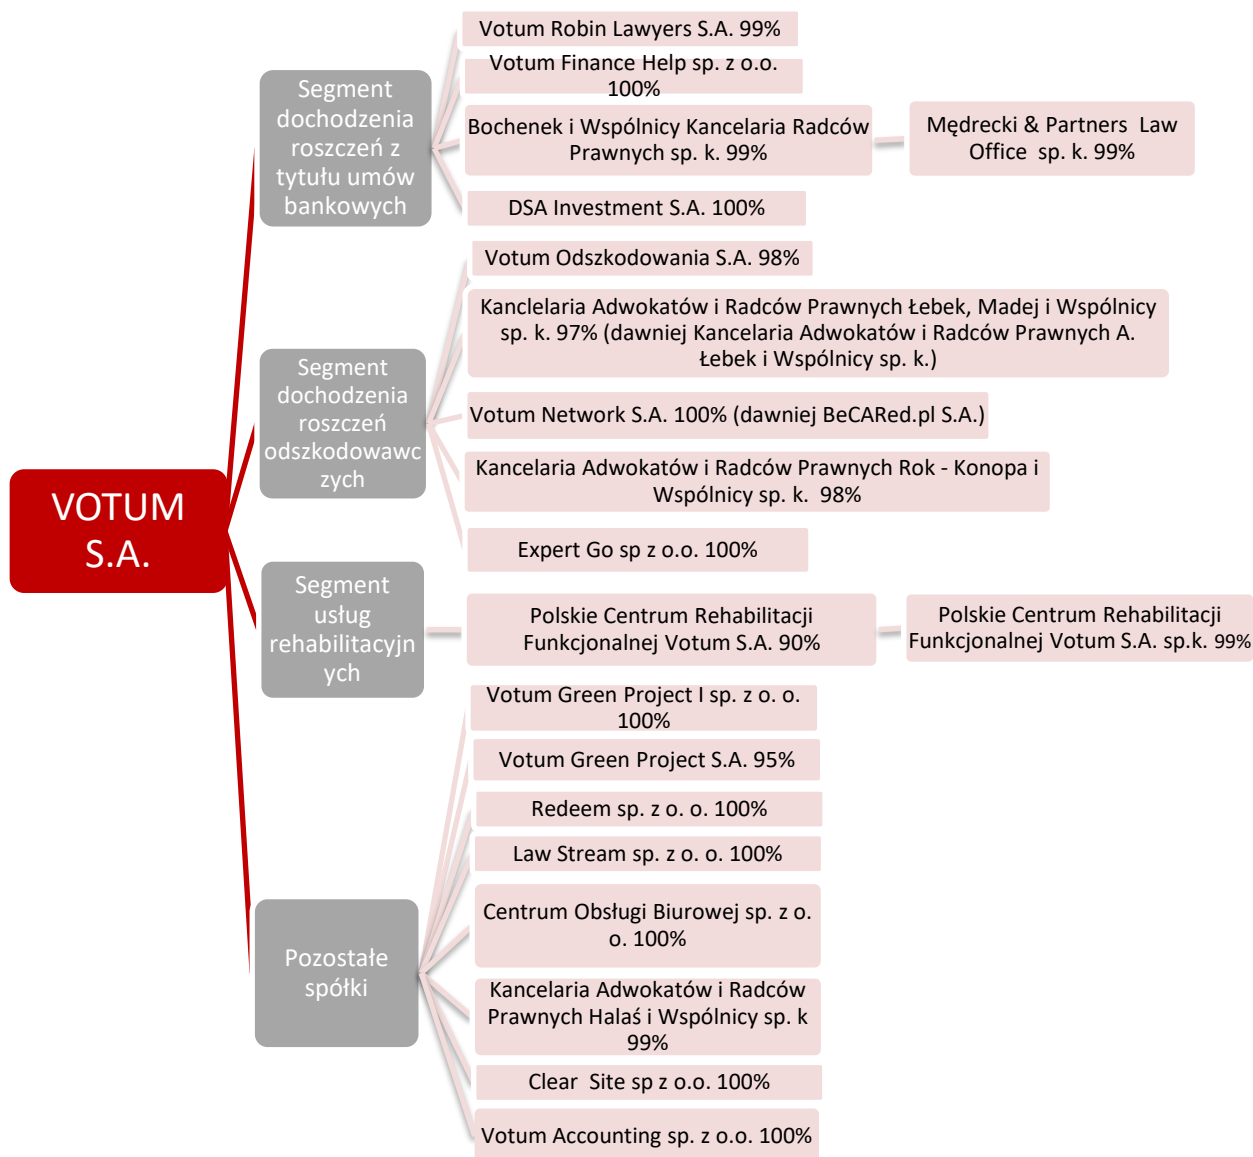 VOTUM
S.A.
Segment
dochodzenia
roszczeń z
tytułu umów
bankowych
Votum Robin Lawyers S.A. 99%
Votum Finance Help sp. z o.o.
100%
Bochenek i Wspólnicy Kancelaria Radców
Prawnych sp. k. 99%
Mędrecki & Partners Law
Office sp. k. 99%
DSA Investment S.A. 100%
Segment
dochodzenia
roszczeń
odszkodowawc
zych
Votum Odszkodowania S.A. 98%
Kanclelaria Adwokatów i Radców Prawnych Łebek, Madej i Wspólnicy
sp. k. 97% (dawniej Kancelaria Adwokatów i Radców Prawnych A.
Łebek i Wspólnicy sp. k.)
Votum Network S.A. 100% (dawniej BeCARed.pl S.A.)
Kancelaria Adwokatów i Radców Prawnych Rok - Konopa i
Wspólnicy sp. k. 98%
Expert Go sp z o.o. 100%
Segment
usług
rehabilitacyjn
ych
Polskie Centrum Rehabilitacji
Funkcjonalnej Votum S.A. 90%
Polskie Centrum Rehabilitacji
Funkcjonalnej Votum S.A. sp.k. 99%
Pozostałe
spółki
Votum Green Project I sp. z o. o.
100%
Votum Green Project S.A. 95%
Redeem sp. z o. o. 100%
Law Stream sp. z o. o. 100%
Centrum Obsługi Biurowej sp. z o.
o. 100%
Kancelaria Adwokatów i Radców
Prawnych Halaś i Wspólnicy sp. k
99%
Clear Site sp z o.o. 100%
Votum Accounting sp. z o.o. 100%